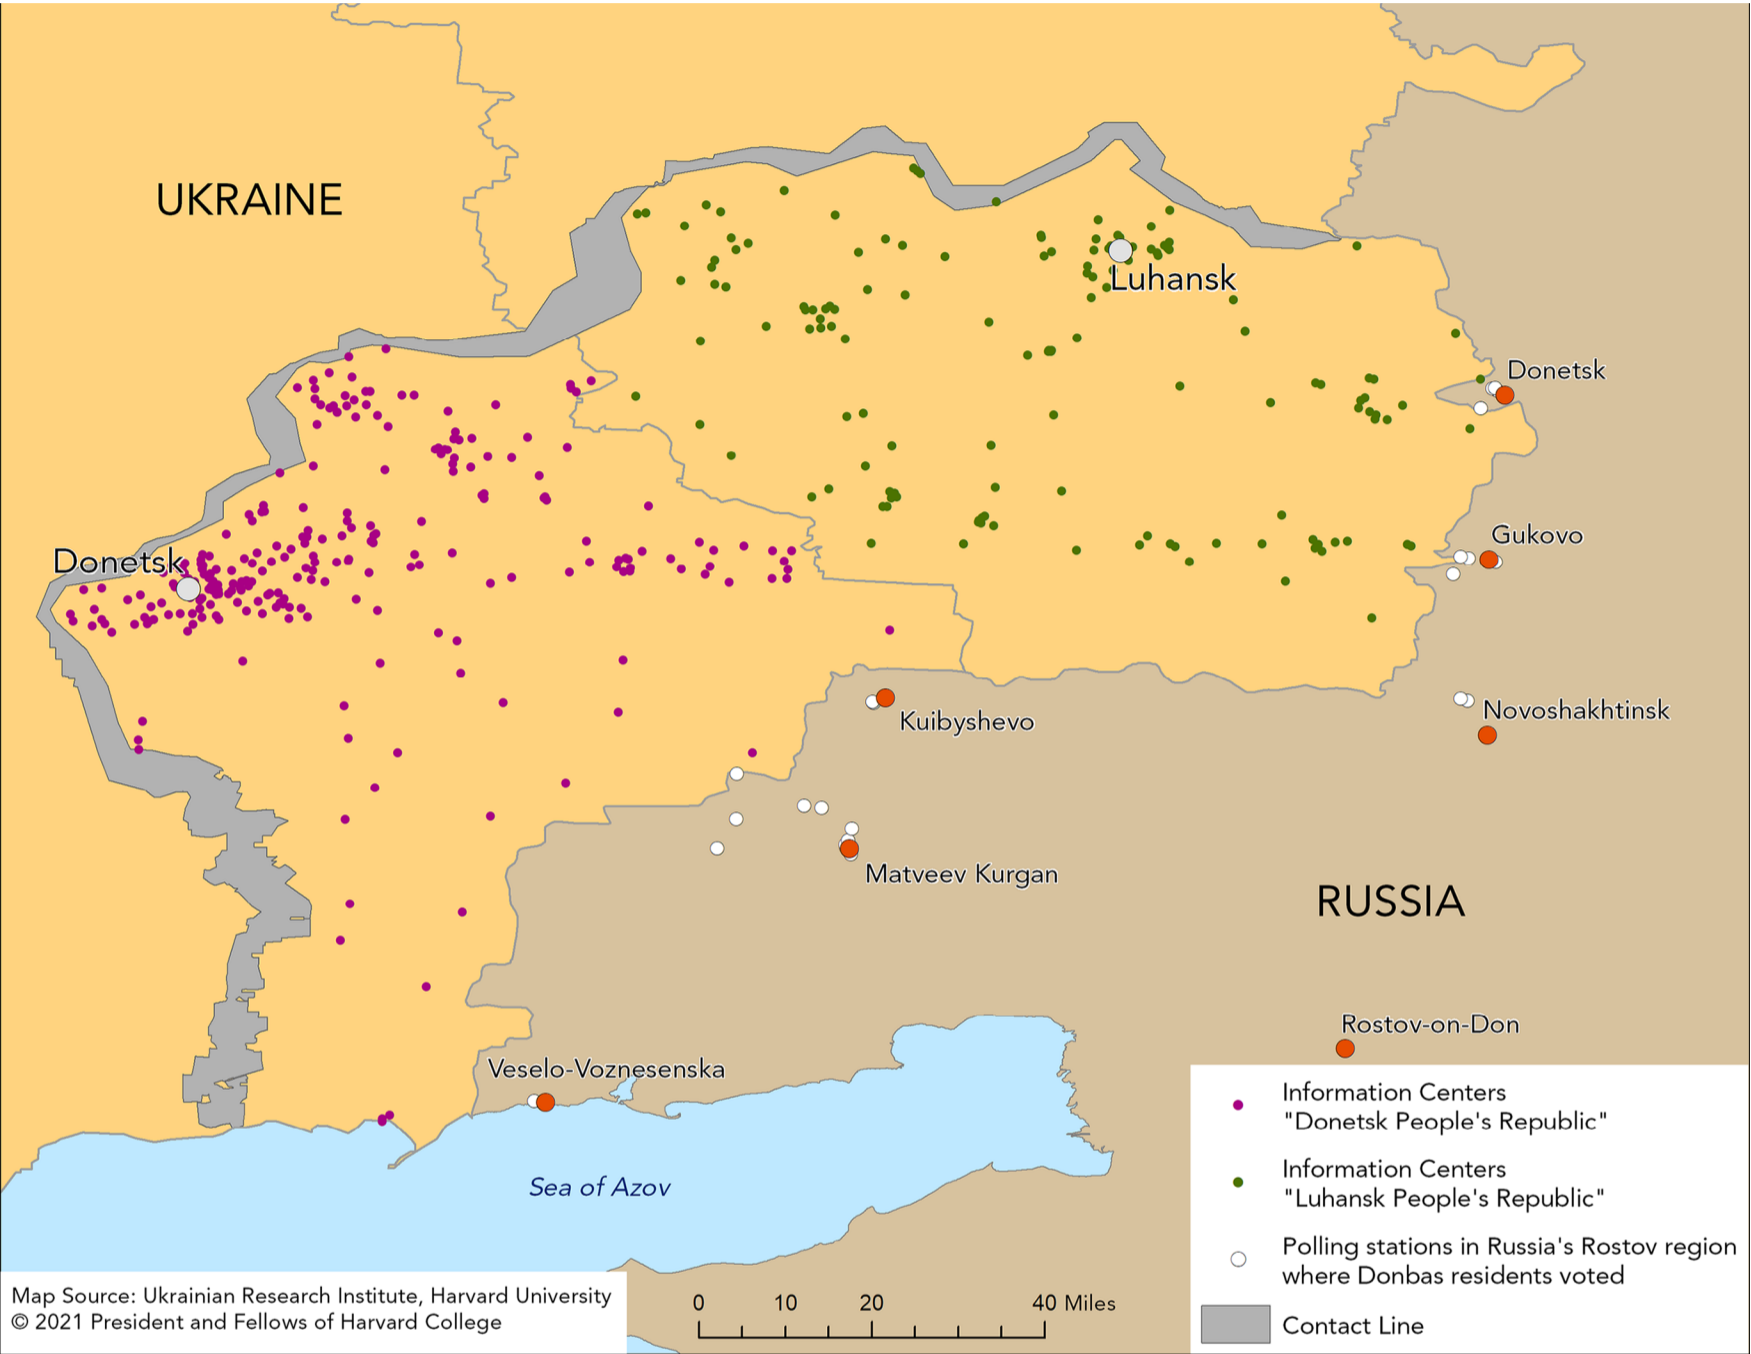 UKRAINE
Luhansk
Donetsk
Gukovo
Donetsk
Novoshakhtinsk
Kuibyshevo
Matveev Kurgan
RUSSIA
Rostov-on-Don
Veselo-Voznesenska
Sea of Azov
Information Centers
"Donetsk People's Republic"
Information Centers
"Luhansk People's Republic"
Polling stations in Russia's Rostov region
where Donbas residents voted
Contact Line
Map Source: Ukrainian Research Institute, Harvard University
© 2021 President and Fellows of Harvard College
0 10 20 40 Miles